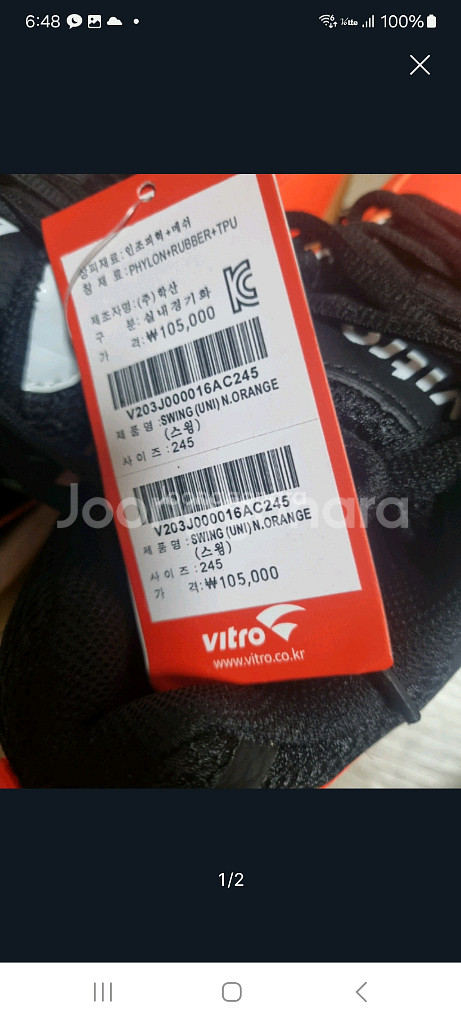 6:48
100%
상피재료:인조피혁+메쉬
창 재 료:PHYLON+RUBBER+TPU
제조자명:(주)학산
구 분:실내경기화
가 격:₩105,000
V203J000016AC245
제 품 명 :SWING (UNI) N.ORANGE
(스윙)
사 이 즈 :245
V203J000016AC245
제 품 명 :SWING (UNI) N.ORANGE
(스윙)
사 이 즈 :245
가 격:₩105,000
vitro
www.vitro.co.kr
VITRO
1/2